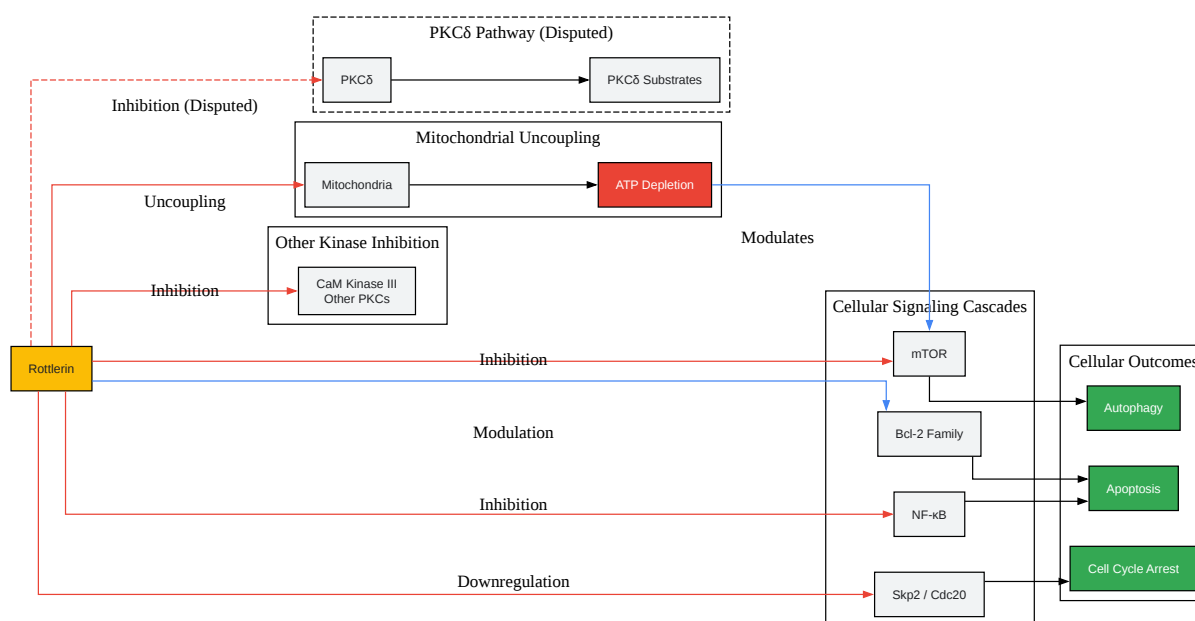 PKCδ Pathway (Disputed)
PKCδ
PKCδ Substrates
Inhibition (Disputed)
Mitochondrial Uncoupling
Mitochondria
ATP Depletion
Uncoupling
Modulates
Other Kinase Inhibition
CaM Kinase III
Other PKCs
Inhibition
Cellular Signaling Cascades
Rottlerin
Inhibition
mTOR
Cellular Outcomes
Autophagy
Modulation
Bcl-2 Family
Apoptosis
Inhibition
NF-κB
Downregulation
Skp2 / Cdc20
Cell Cycle Arrest